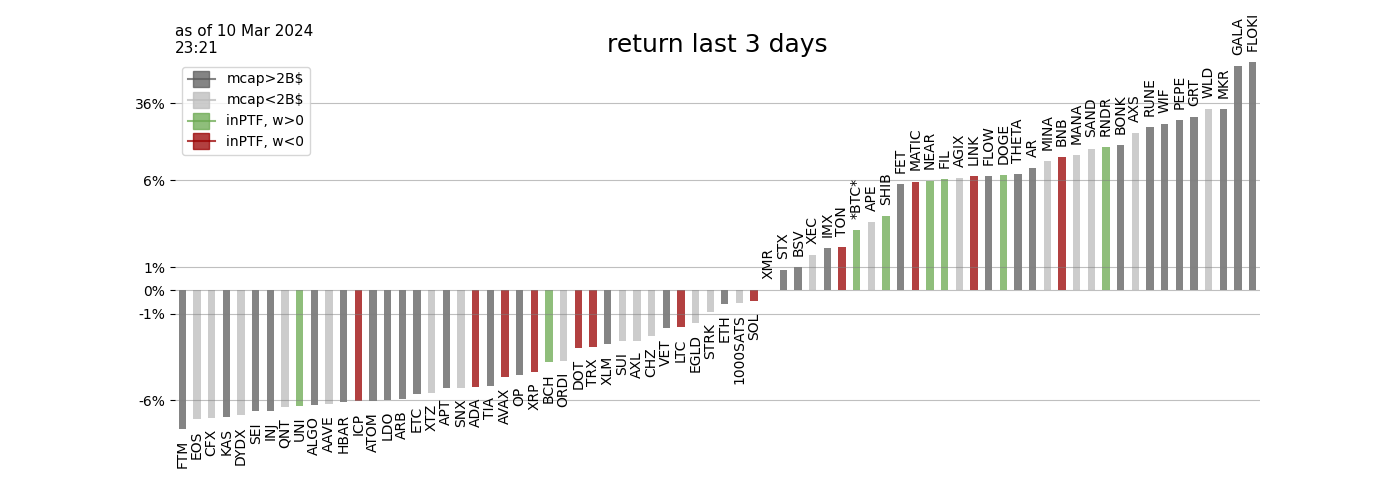 as of 10 Mar 2024
23:21
return last 3 days
mcap>2B$
mcap<2B$
inPTF, w>0
inPTF, w<0
36%
6%
1%
0%
-1%
-6%
FTM
EOS
CFX
KAS
DYDX
SEI
INJ
QNT
UNI
ALGO
AAVE
HBAR
ICP
ATOM
LDO
ARB
ETC
XTZ
APT
SNX
ADA
TIA
AVAX
OP
XRP
BCH
ORDI
DOT
TRX
XLM
SUI
AXL
CHZ
VET
LTC
EGLD
STRK
ETH
1000SATS
SOL
XMR
STX
BSV
XEC
IMX
TON
*BTC*
APE
SHIB
FET
MATIC
NEAR
FIL
AGIX
LINK
FLOW
DOGE
THETA
AR
MINA
BNB
MANA
SAND
RNDR
BONK
AXS
RUNE
WIF
PEPE
GRT
WLD
MKR
GALA
FLOKI